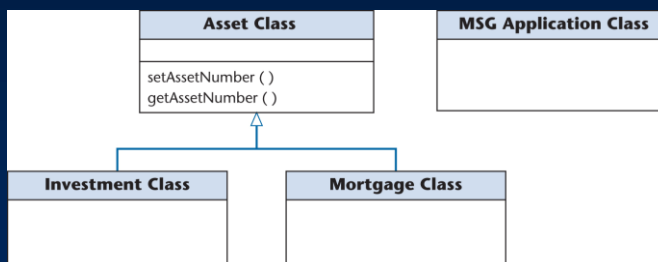 Asset Class
MSG Application Class
setAssetNumber ( )
getAssetNumber ( )
Investment Class
Mortgage Class